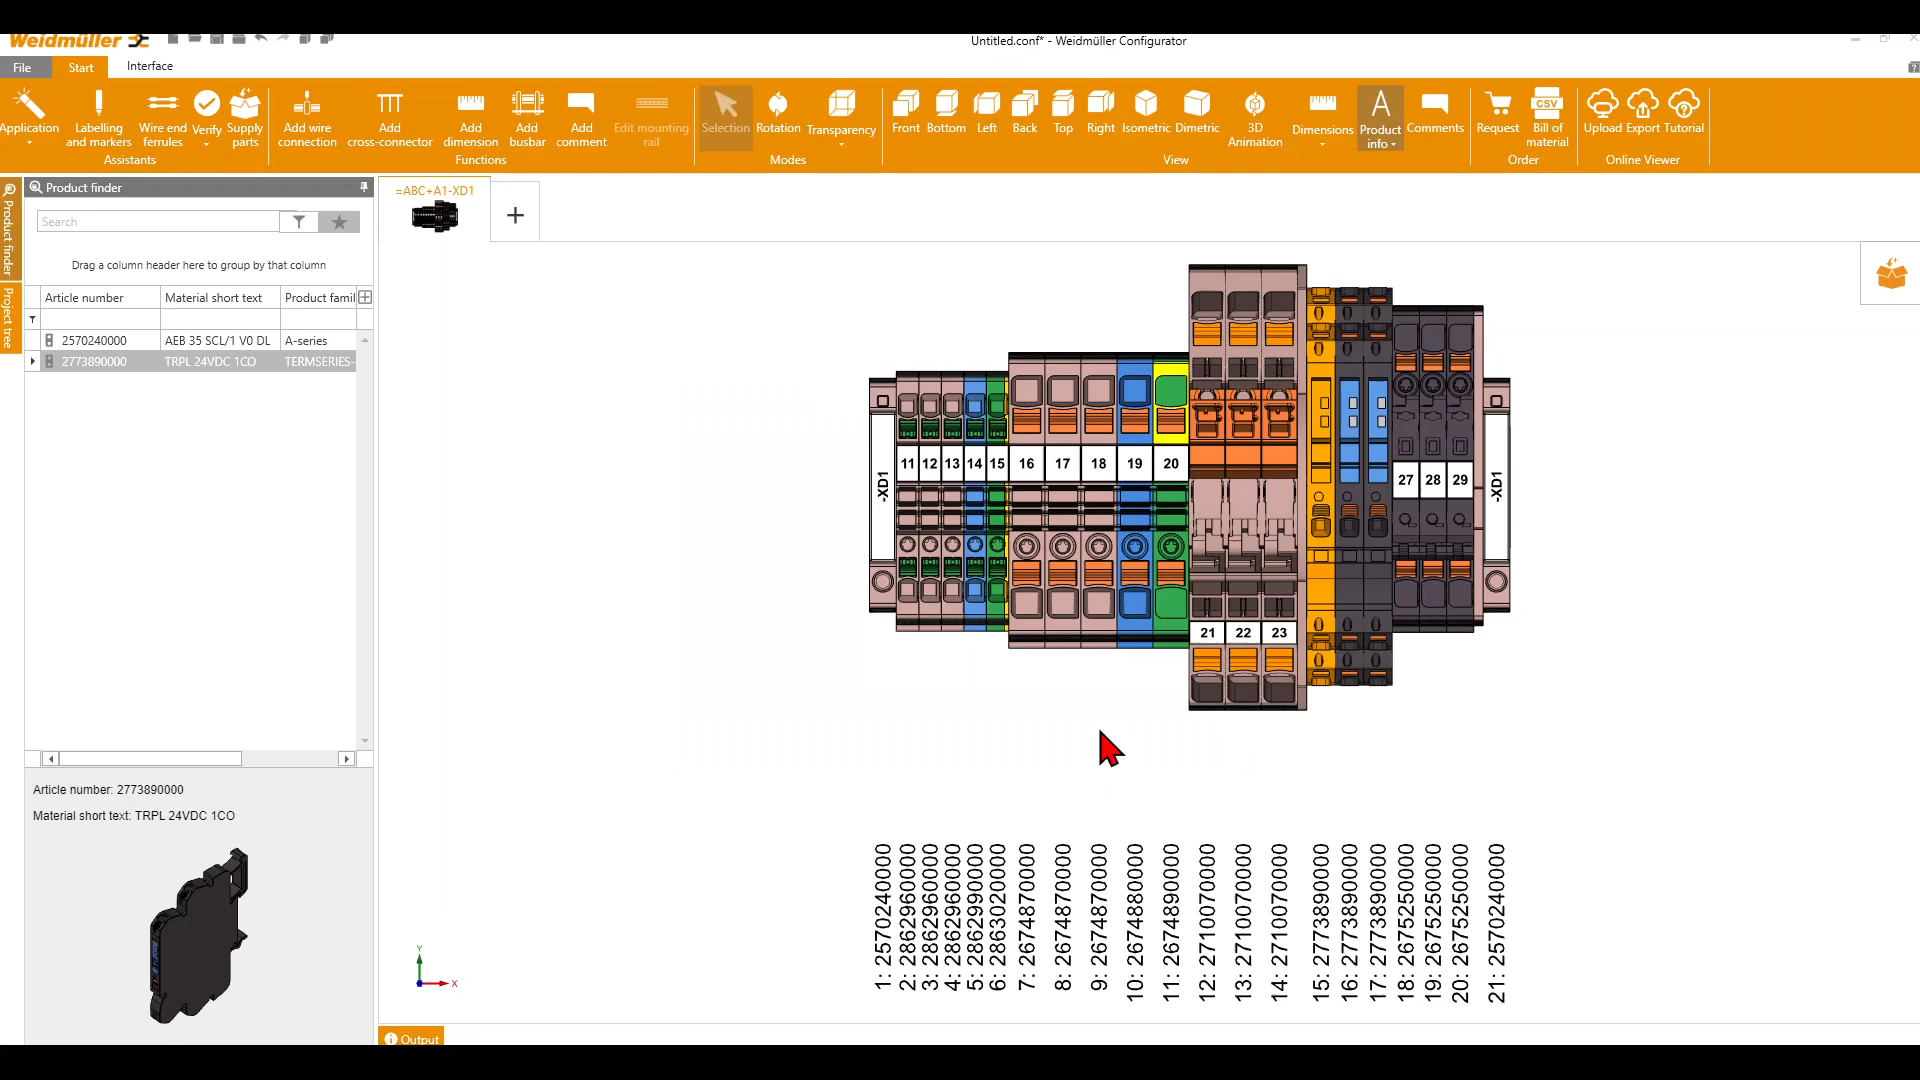 Weidmüller
Untitled.conf* - Weidmüller Configurator
File
Start
Interface
Application
Labelling and markers
Wire end ferrules
Verify
Supply parts
Assistants
Add wire connection
Add cross-connector
Add dimension
Add busbar
Add comment
Edit mounting rail
Functions
Selection
Rotation
Transparency
Modes
Front
Bottom
Left
Back
Top
Right
Isometric
Dimetric
3D Animation
Dimensions
Product info
Comments
View
Request
Bill of material
CSV
Order
Upload
Export
Tutorial
Online Viewer
Product finder
Project tree
Product finder
Search
Drag a column header here to group by that column
Article number
Material short text
Product famil
2570240000
AEB 35 SCL/1 V0 DL
A-series
2773890000
TRPL 24VDC 1CO
TERMSERIES-
Article number: 2773890000
Material short text: TRPL 24VDC 1CO
=ABC+A1-XD1
+
-XD1
11
12
13
14
15
16
17
18
19
20
21
22
23
27
28
29
-XD1
1: 2570240000
2: 2862960000
3: 2862960000
4: 2862960000
5: 2862990000
6: 2863020000
7: 2674870000
8: 2674870000
9: 2674870000
10: 2674880000
11: 2674890000
12: 2710070000
13: 2710070000
14: 2710070000
15: 2773890000
16: 2773890000
17: 2773890000
18: 2675250000
19: 2675250000
20: 2675250000
21: 2570240000
Y
X
Output